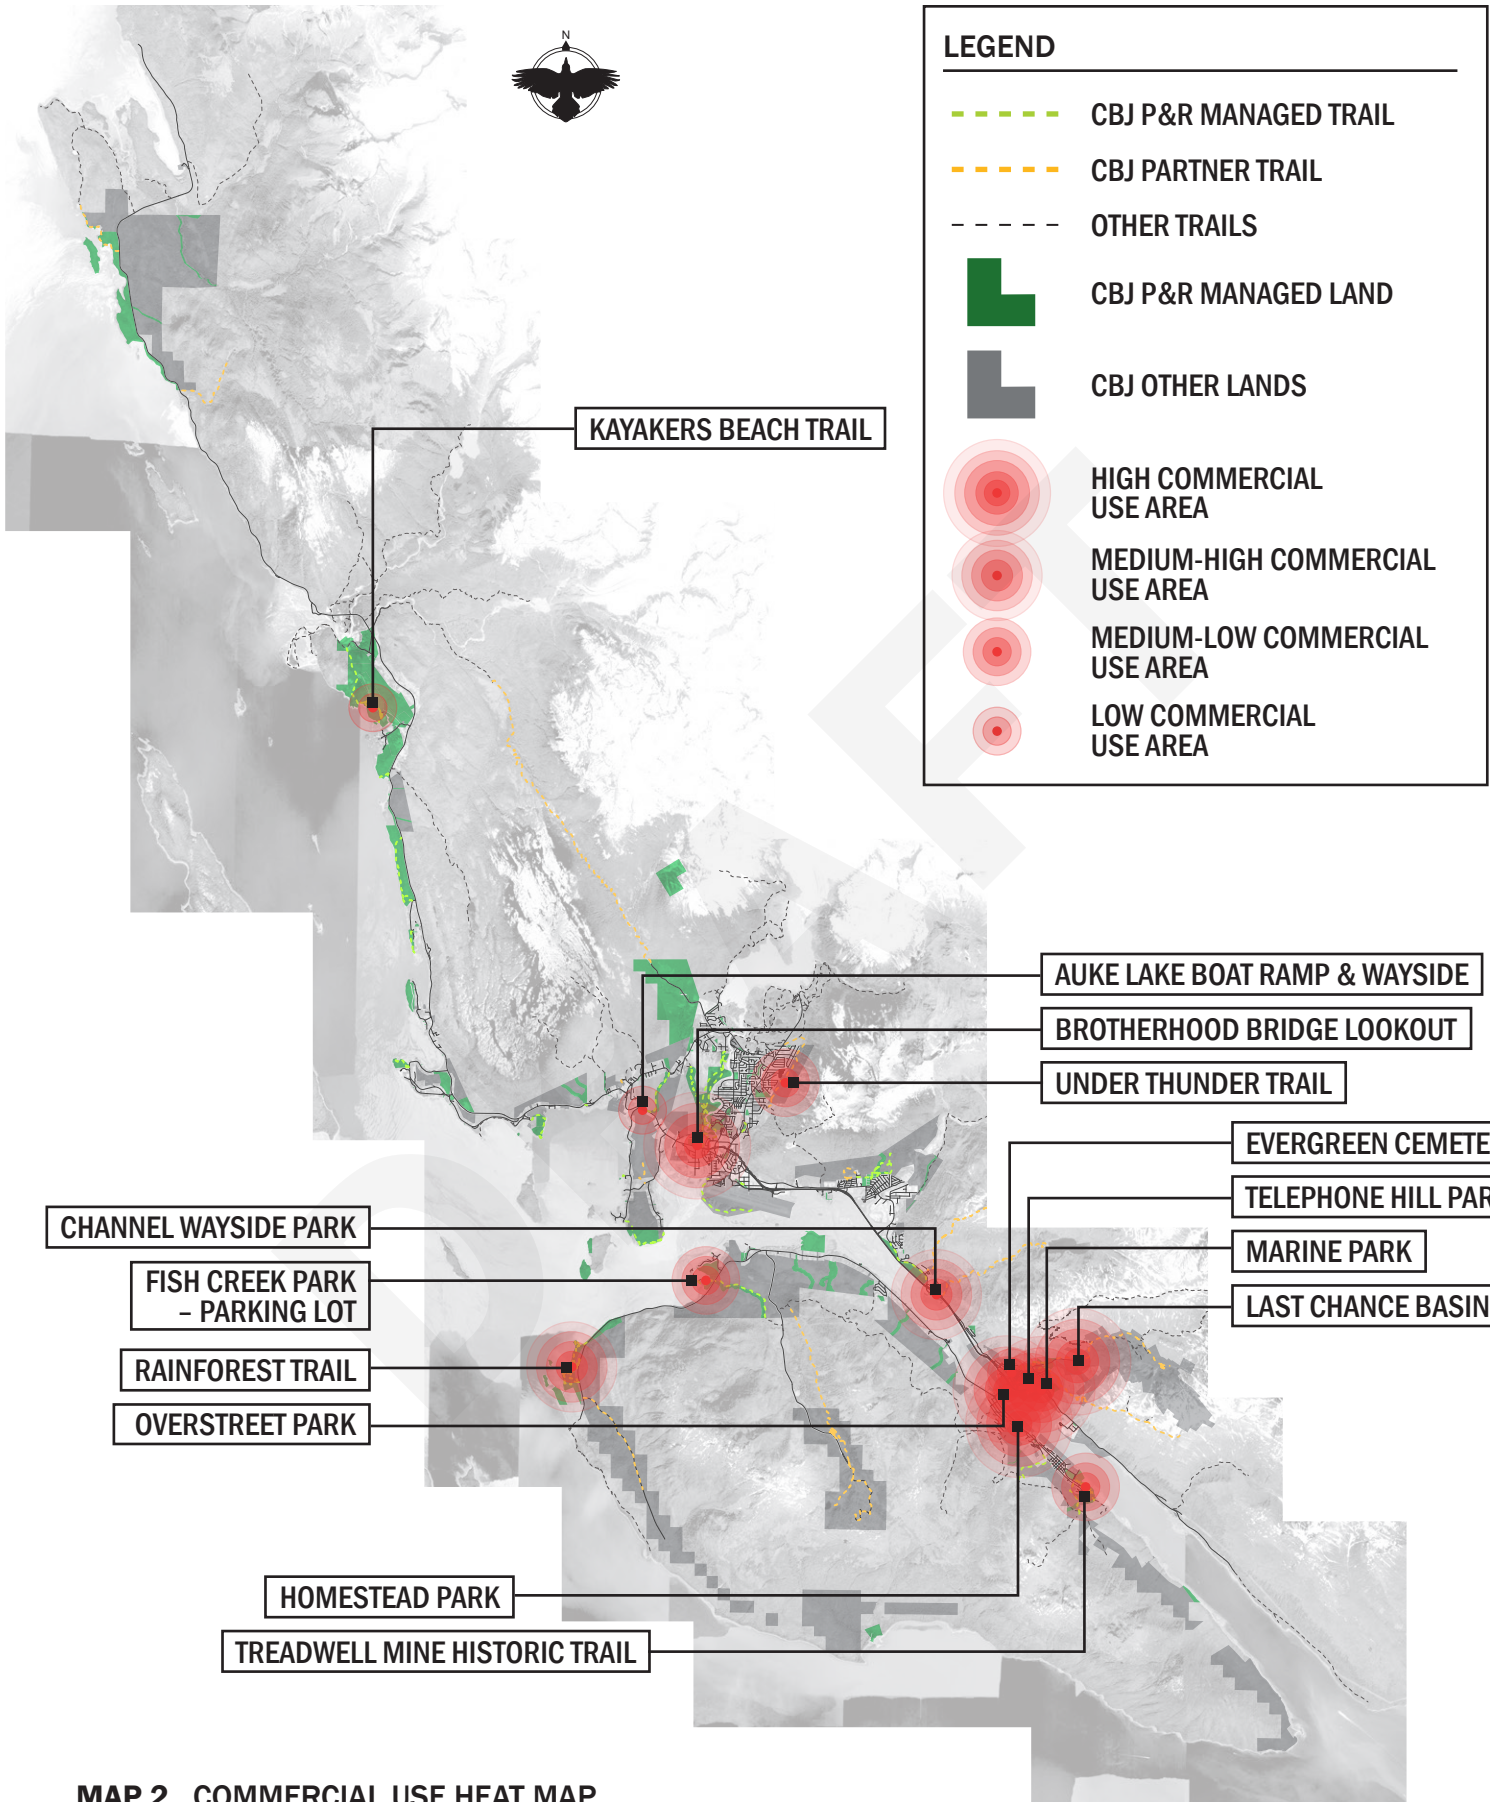 N
LEGEND
CBJ P&R MANAGED TRAIL
CBJ PARTNER TRAIL
OTHER TRAILS
CBJ P&R MANAGED LAND
CBJ OTHER LANDS
HIGH COMMERCIAL
USE AREA
MEDIUM-HIGH COMMERCIAL
USE AREA
MEDIUM-LOW COMMERCIAL
USE AREA
LOW COMMERCIAL
USE AREA
KAYAKERS BEACH TRAIL
AUKE LAKE BOAT RAMP & WAYSIDE
BROTHERHOOD BRIDGE LOOKOUT
UNDER THUNDER TRAIL
EVERGREEN CEMETE
TELEPHONE HILL PAR
MARINE PARK
LAST CHANCE BASIN
CHANNEL WAYSIDE PARK
FISH CREEK PARK
– PARKING LOT
RAINFOREST TRAIL
OVERSTREET PARK
HOMESTEAD PARK
TREADWELL MINE HISTORIC TRAIL
DRAFT
MAP 2 COMMERCIAL USE HEAT MAP